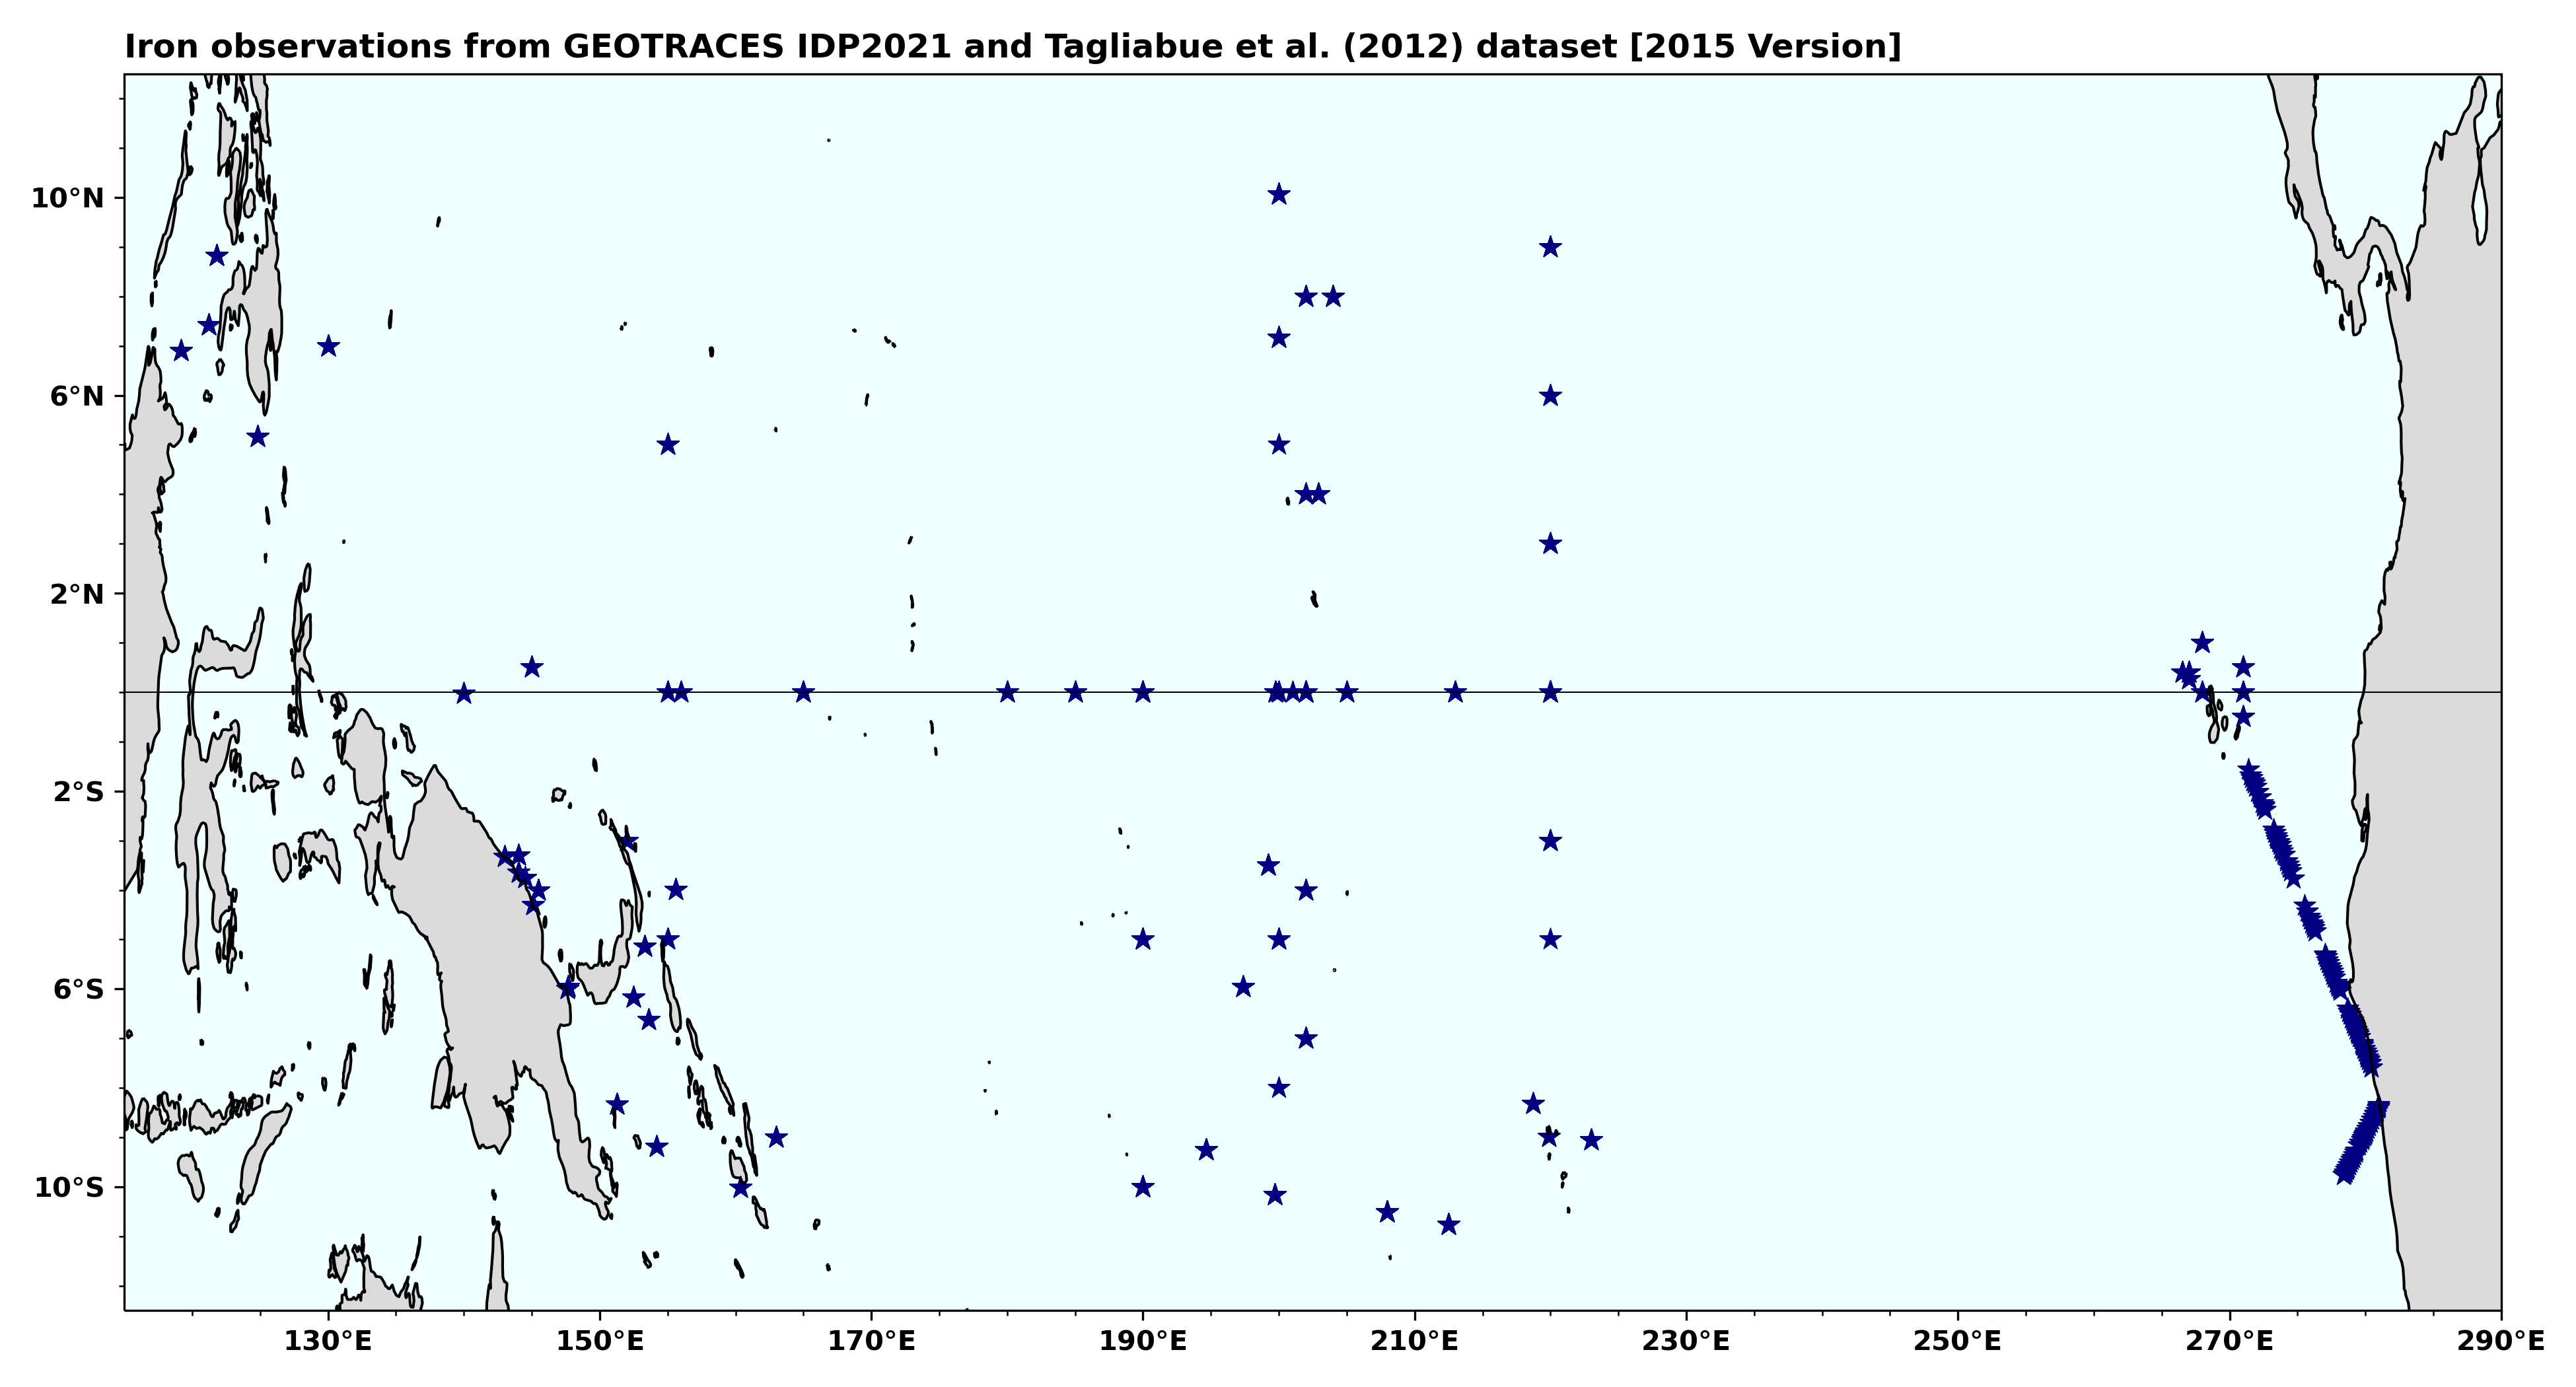 Iron observations from GEOTRACES IDP2021 and Tagliabue et al. (2012) dataset [2015 Version]
10°N
6°N
2°N
2°S
6°S
10°S
130°E 150°E 170°E 190°E 210°E 230°E 250°E 270°E 290°E